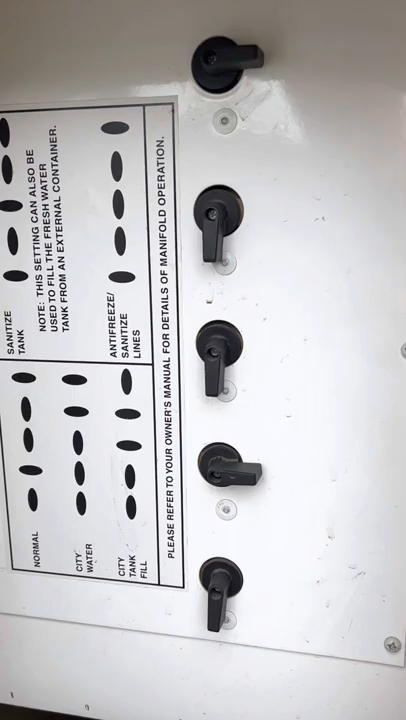 NORMAL
CITY
WATER
CITY
TANK
FILL
SANITIZE
TANK
NOTE: THIS SETTING CAN ALSO BE
USED TO FILL THE FRESH WATER
TANK FROM AN EXTERNAL CONTAINER.
ANTIFREEZE/
SANITIZE
LINES
PLEASE REFER TO YOUR OWNER'S MANUAL FOR DETAILS OF MANIFOLD OPERATION.